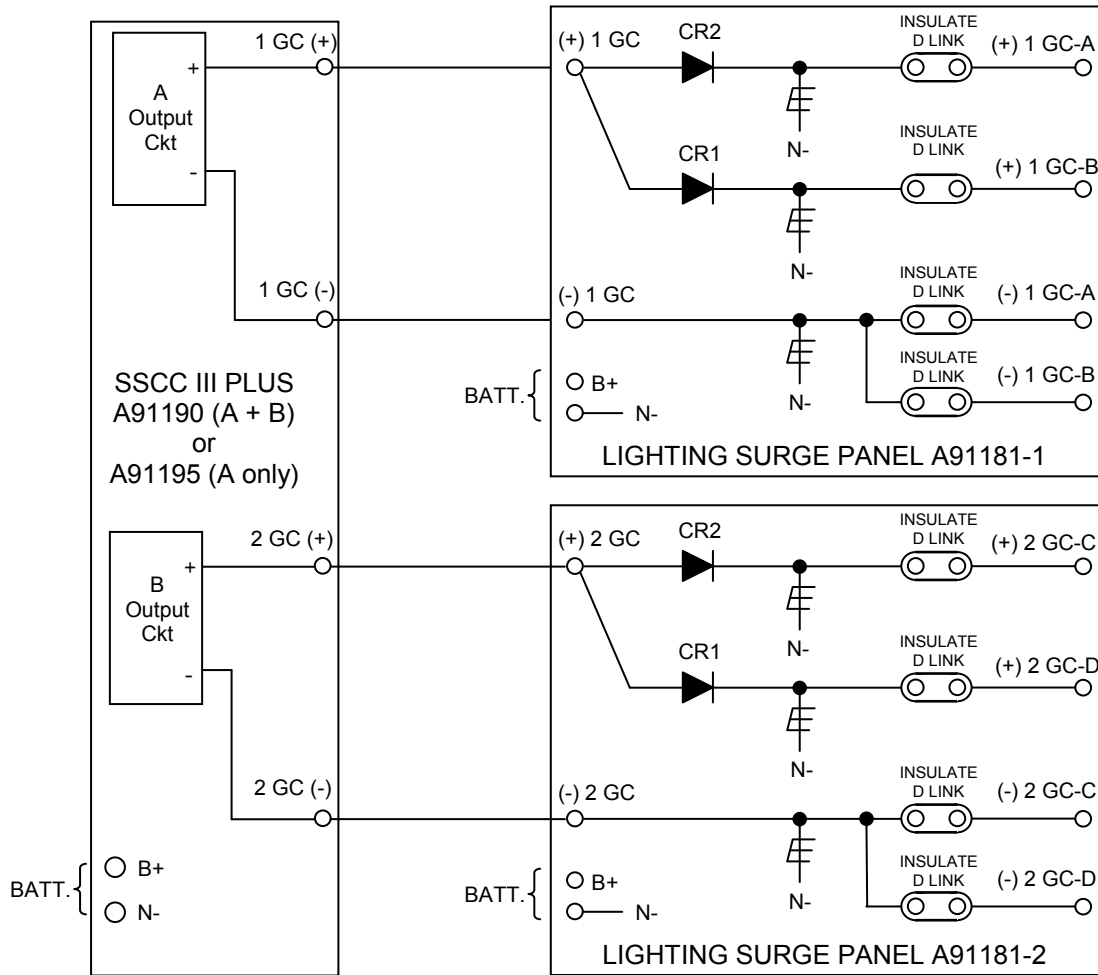 A
Output
Ckt
+
-
1 GC (+)
1 GC (-)
SSCC III PLUS
A91190 (A + B)
or
A91195 (A only)
B
Output
Ckt
+
-
2 GC (+)
2 GC (-)
BATT.
B+
N-
(+) 1 GC
CR2
N-
INSULATE
D LINK
(+) 1 GC-A
CR1
N-
INSULATE
D LINK
(+) 1 GC-B
(-) 1 GC
N-
INSULATE
D LINK
(-) 1 GC-A
INSULATE
D LINK
(-) 1 GC-B
BATT.
B+
N-
LIGHTING SURGE PANEL A91181-1
(+) 2 GC
CR2
N-
INSULATE
D LINK
(+) 2 GC-C
CR1
N-
INSULATE
D LINK
(+) 2 GC-D
(-) 2 GC
N-
INSULATE
D LINK
(-) 2 GC-C
INSULATE
D LINK
(-) 2 GC-D
BATT.
B+
N-
LIGHTING SURGE PANEL A91181-2